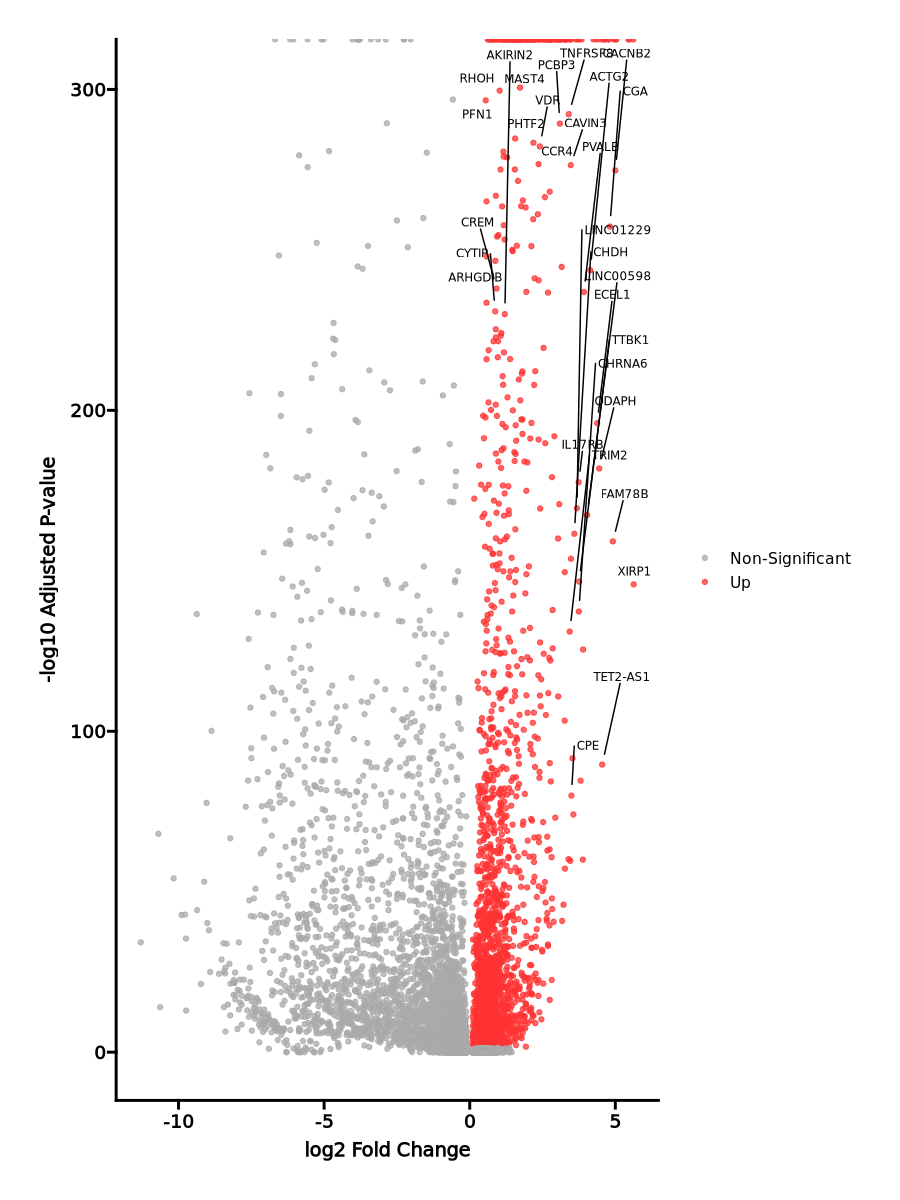 AKIRIN2
TNFRSF8
CACNB2
PCBP3
RHOH
MAST4
ACTG2
CGA
VDR
PFN1
PHTF2
CAVIN3
CCR4
PVALB
CREM
LINC01229
CYTIP
CHDH
ARHGDIB
LINC00598
ECEL1
TTBK1
CHRNA6
ODAPH
IL17RB
TRIM2
FAM78B
XIRP1
TET2-AS1
CPE
300
200
100
0
-10
-5
0
5
log2 Fold Change
-log10 Adjusted P-value
Non-Significant
Up